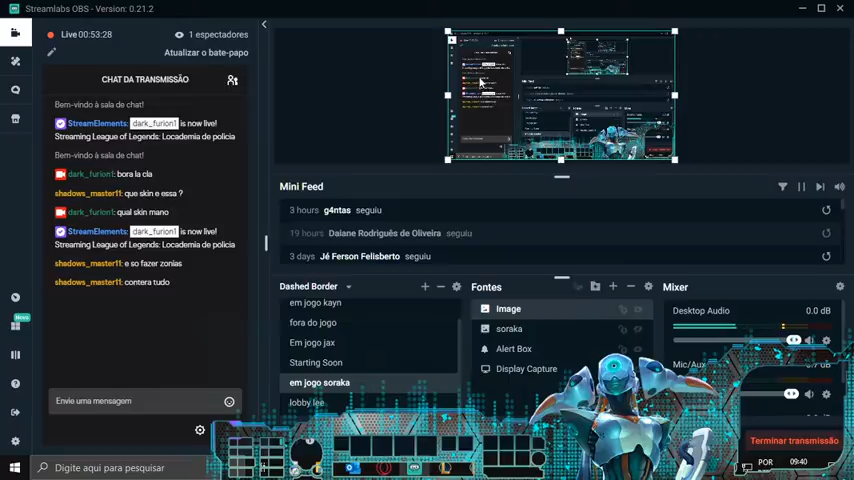 Streamlabs OBS - Version: 0.21.2
Live 00:53:28
1 espectadores
Atualizar o bate-papo
CHAT DA TRANSMISSÃO
Bem-vindo à sala de chat!
StreamElements: dark_furion1 is now live!
Streaming League of Legends: Locademia de policia
Bem-vindo à sala de chat!
dark_furion1: bora la cla
shadows_master11: que skin e essa ?
dark_furion1: qual skin mano
StreamElements: dark_furion1 is now live!
Streaming League of Legends: Locademia de policia
shadows_master11: e so fazer zonias
shadows_master11: contera tudo
Envie uma mensagem
Novo
Mini Feed
3 hours g4ntas seguiu
19 hours Daiane Rodriguês de Oliveira seguiu
3 days Jé Ferson Felisberto seguiu
Dashed Border
em jogo kayn
fora do jogo
Em jogo jax
Starting Soon
em jogo soraka
lobby lee
Fontes
Image
soraka
Alert Box
Display Capture
Mixer
Desktop Audio 0.0 dB
Mic/Aux
Terminar transmissão
Digite aqui para pesquisar
POR
09:40